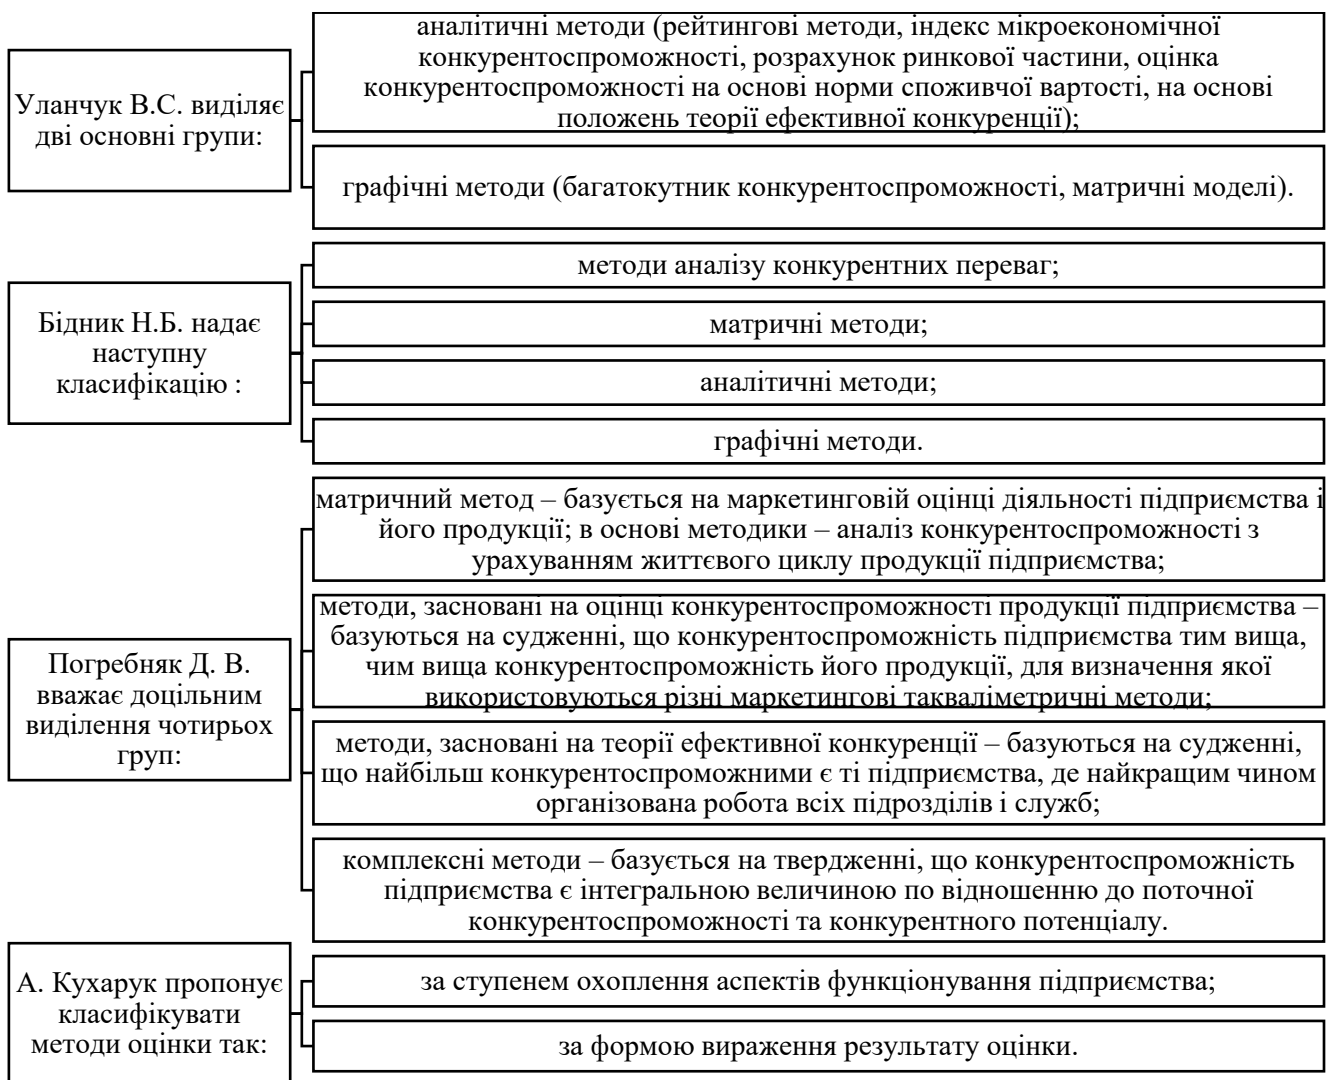 Уланчук В.С. виділяє
дві основні групи:
аналітичні методи (рейтингові методи, індекс мікроекономічної
конкурентоспроможності, розрахунок ринкової частини, оцінка
конкурентоспроможності на основі норми споживчої вартості, на основі
положень теорії ефективної конкуренції);
графічні методи (багатокутник конкурентоспроможності, матричні моделі).
Бідник Н.Б. надає
наступну
класифікацію :
методи аналізу конкурентних переваг;
матричні методи;
аналітичні методи;
графічні методи.
Погребняк Д. В.
вважає доцільним
виділення чотирьох
груп:
матричний метод – базується на маркетинговій оцінці діяльності підприємства і
його продукції; в основі методики – аналіз конкурентоспроможності з
урахуванням життєвого циклу продукції підприємства;
методи, засновані на оцінці конкурентоспроможності продукції підприємства –
базуються на судженні, що конкурентоспроможність підприємства тим вища,
чим вища конкурентоспроможність його продукції, для визначення якої
використовуються різні маркетингові такваліметричні методи;
методи, засновані на теорії ефективної конкуренції – базуються на судженні,
що найбільш конкурентоспроможними є ті підприємства, де найкращим чином
організована робота всіх підрозділів і служб;
комплексні методи – базується на твердженні, що конкурентоспроможність
підприємства є інтегральною величиною по відношенню до поточної
конкурентоспроможності та конкурентного потенціалу.
А. Кухарук пропонує
класифікувати
методи оцінки так:
за ступенем охоплення аспектів функціонування підприємства;
за формою вираження результату оцінки.